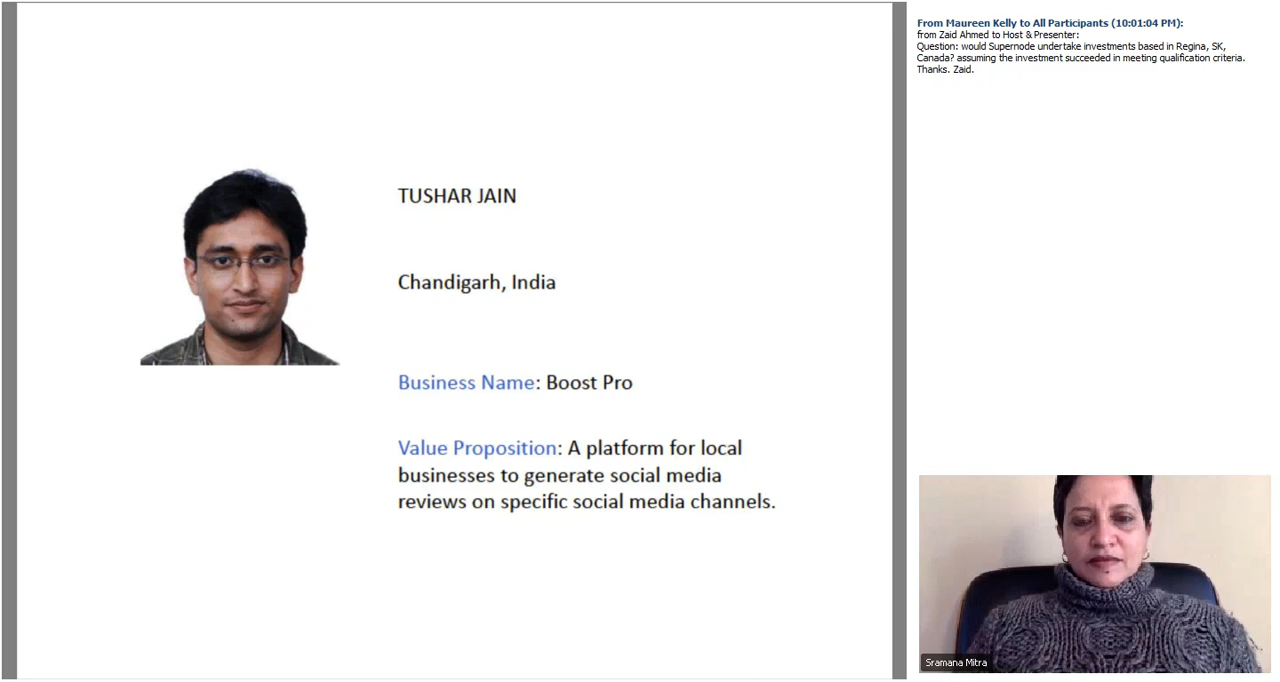 TUSHAR JAIN
Chandigarh, India
Business Name: Boost Pro
Value Proposition: A platform for local
businesses to generate social media
reviews on specific social media channels.
From Maureen Kelly to All Participants (10:01:04 PM):
from Zaid Ahmed to Host & Presenter:
Question: would Supernode undertake investments based in Regina, SK,
Canada? assuming the investment succeeded in meeting qualification criteria.
Thanks. Zaid.
Sramana Mitra